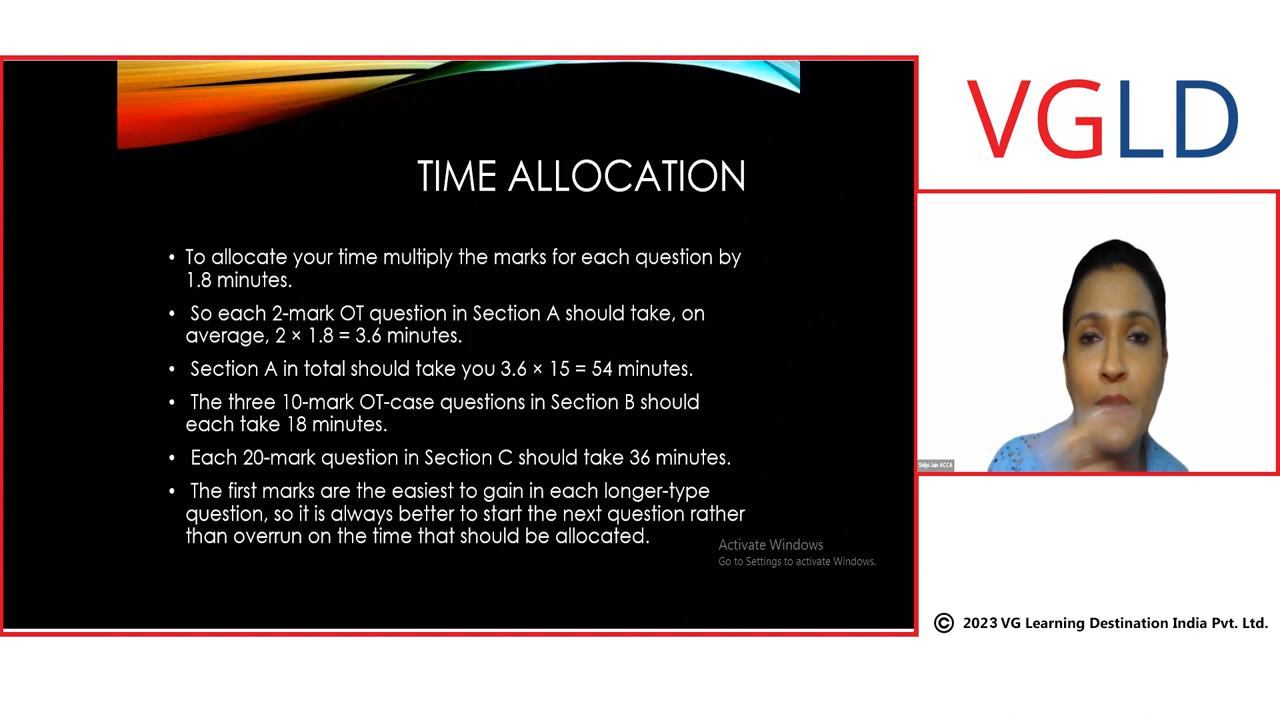 TIME ALLOCATION
• To allocate your time multiply the marks for each question by
1.8 minutes.
• So each 2-mark OT question in Section A should take, on
average, 2 × 1.8 = 3.6 minutes.
• Section A in total should take you 3.6 × 15 = 54 minutes.
• The three 10-mark OT-case questions in Section B should
each take 18 minutes.
• Each 20-mark question in Section C should take 36 minutes.
• The first marks are the easiest to gain in each longer-type
question, so it is always better to start the next question rather
than overrun on the time that should be allocated.
Activate Windows
Go to Settings to activate Windows.
VGLD
Shilpi Jain ACCA
© 2023 VG Learning Destination India Pvt. Ltd.